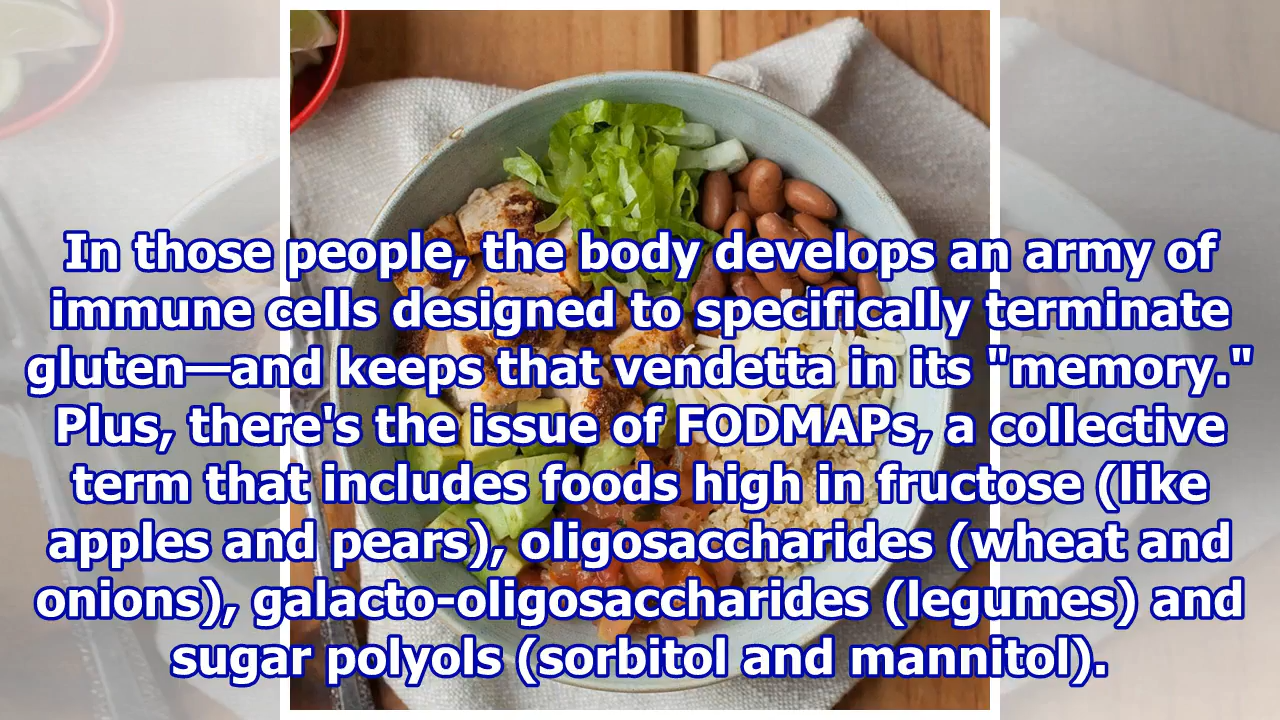 In those people, the body develops an army of
immune cells designed to specifically terminate
gluten—and keeps that vendetta in its "memory."
Plus, there's the issue of FODMAPs, a collective
term that includes foods high in fructose (like
apples and pears), oligosaccharides (wheat and
onions), galacto-oligosaccharides (legumes) and
sugar polyols (sorbitol and mannitol).